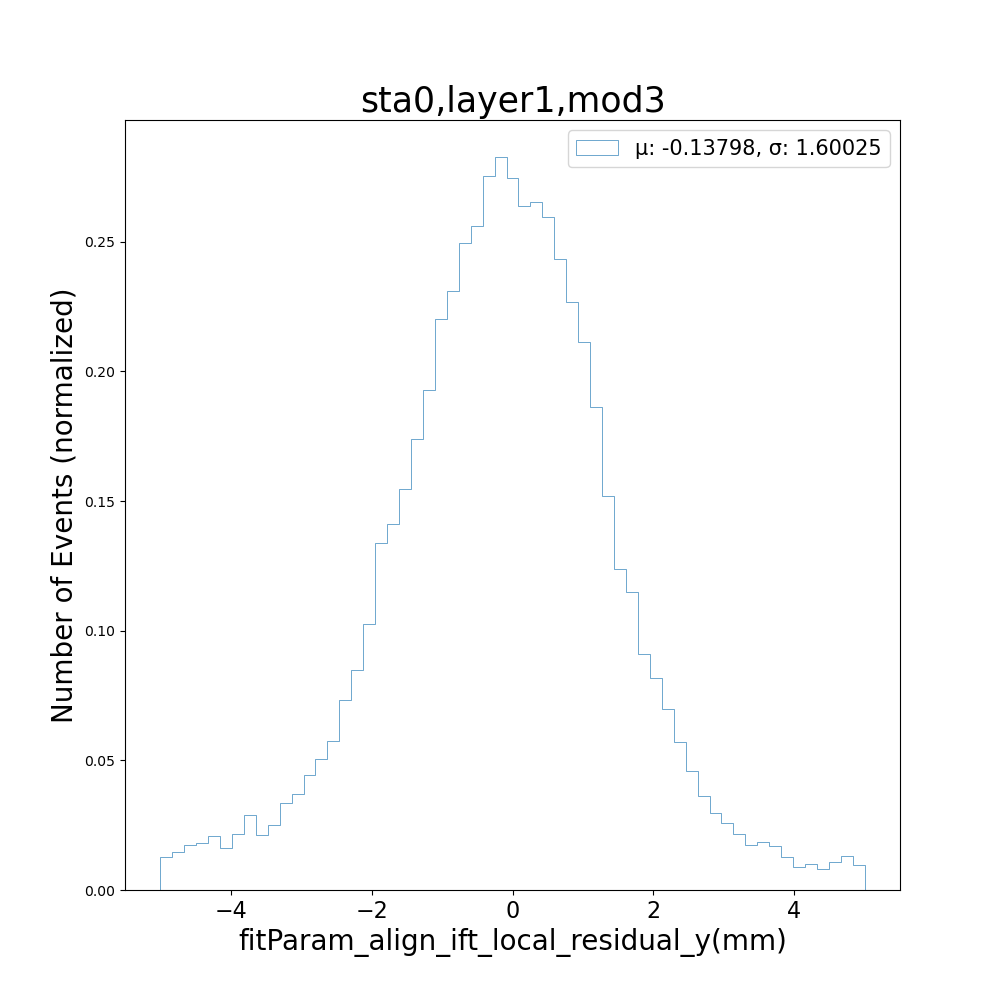 sta0,layer1,mod3
μ: -0.13798, σ: 1.60025
Number of Events (normalized)
0.25
0.20
0.15
0.10
0.05
0.00
−4 −2 0 2 4
fitParam_align_ift_local_residual_y(mm)